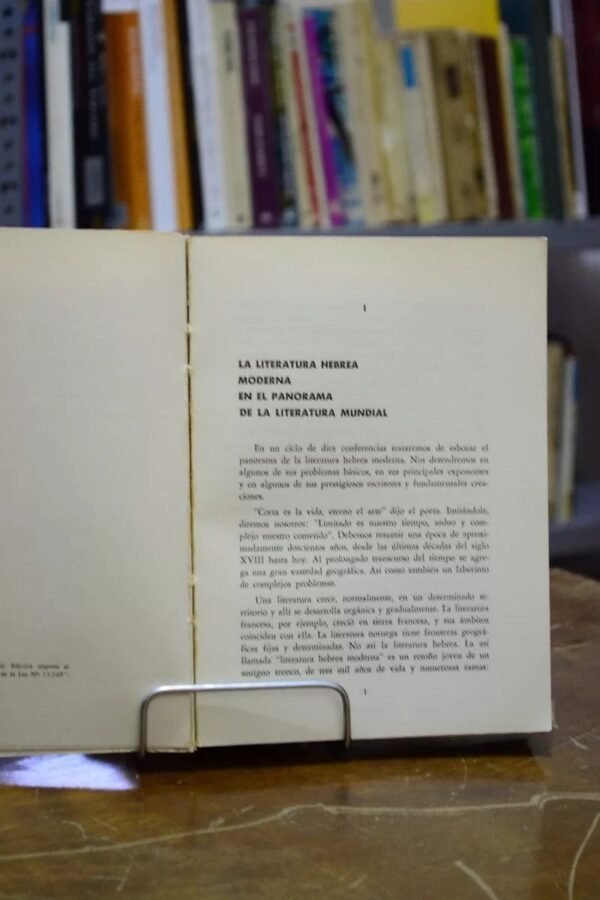 I
LA LITERATURA HEBREA
MODERNA
EN EL PANORAMA
DE LA LITERATURA MUNDIAL
En un ciclo de diez conferencias trataremos de esbozar el
panorama de la literatura hebrea moderna. Nos detendremos en
algunos de sus problemas básicos, en sus principales exponentes
y en algunos de sus prestigiosos escritores y fundamentales crea-
ciones.
"Corta es la vida, eterno el arte" dijo el poeta. Imitándole,
diremos nosotros: "Limitado es nuestro tiempo, arduo y com-
plejo nuestro cometido". Debemos resumir una época de aproxi-
madamente doscientos años, desde las últimas décadas del siglo
XVIII hasta hoy. Al prolongado transcurso del tiempo se agre-
ga una gran vastedad geográfica. Así como también un laberinto
de complejos problemas.
Una literatura crece, normalmente, en un determinado te-
rritorio y allí se desarrolla orgánica y gradualmente. La literatura
francesa, por ejemplo, creció en tierra francesa, y sus ámbitos
coinciden con ella. La literatura noruega tiene fronteras geográ-
ficas fijas y determinadas. No así la literatura hebrea. La así
llamada "literatura hebrea moderna" es un retoño joven de un
antiguo tronco, de tres mil años de vida y numerosas ramas:
1
de la Ley Nº